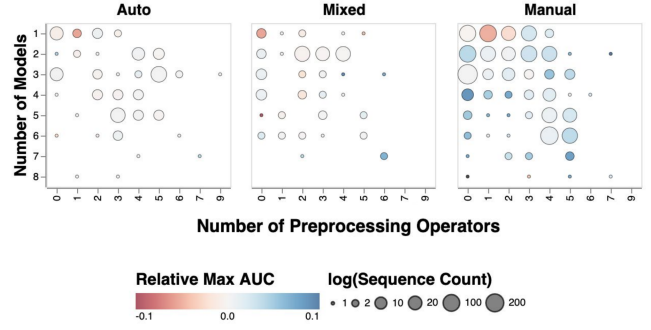 Auto Mixed Manual
Number of Models
1
2
3
4
5
6
7
8
0 1 2 3 4 5 6 7 9 0 1 2 3 4 5 6 7 9 0 1 2 3 4 5 6 7 9
Number of Preprocessing Operators
Relative Max AUC log(Sequence Count)
1 2 10 20 100 200
-0.1 0.0 0.1